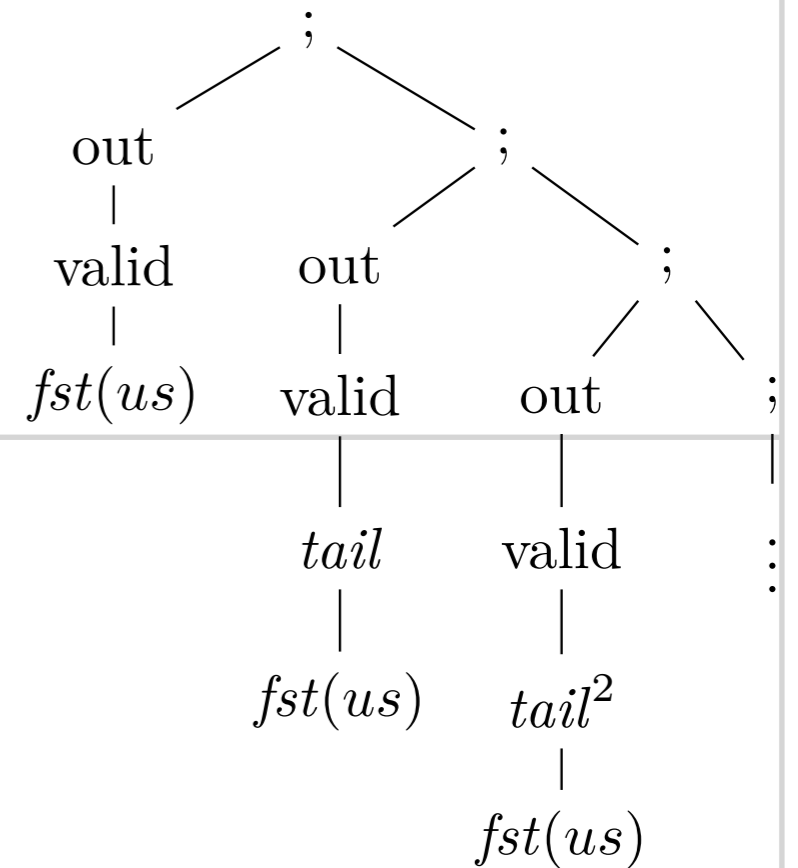 ;
out ;
valid out ;
fst(us) valid out ;
tail valid ⋮
fst(us) tail²
fst(us)